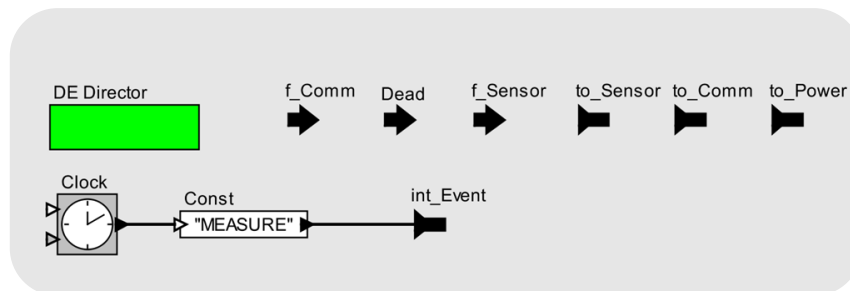 DE Director
f_Comm
Dead
f_Sensor
to_Sensor
to_Comm
to_Power
Clock
Const
"MEASURE"
int_Event